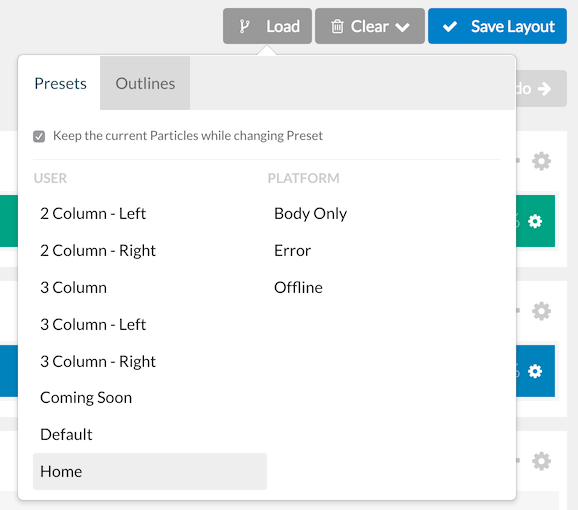 Load
Clear
Save Layout
Presets
Outlines
Keep the current Particles while changing Preset
USER
PLATFORM
2 Column - Left
Body Only
2 Column - Right
Error
3 Column
Offline
3 Column - Left
3 Column - Right
Coming Soon
Default
Home